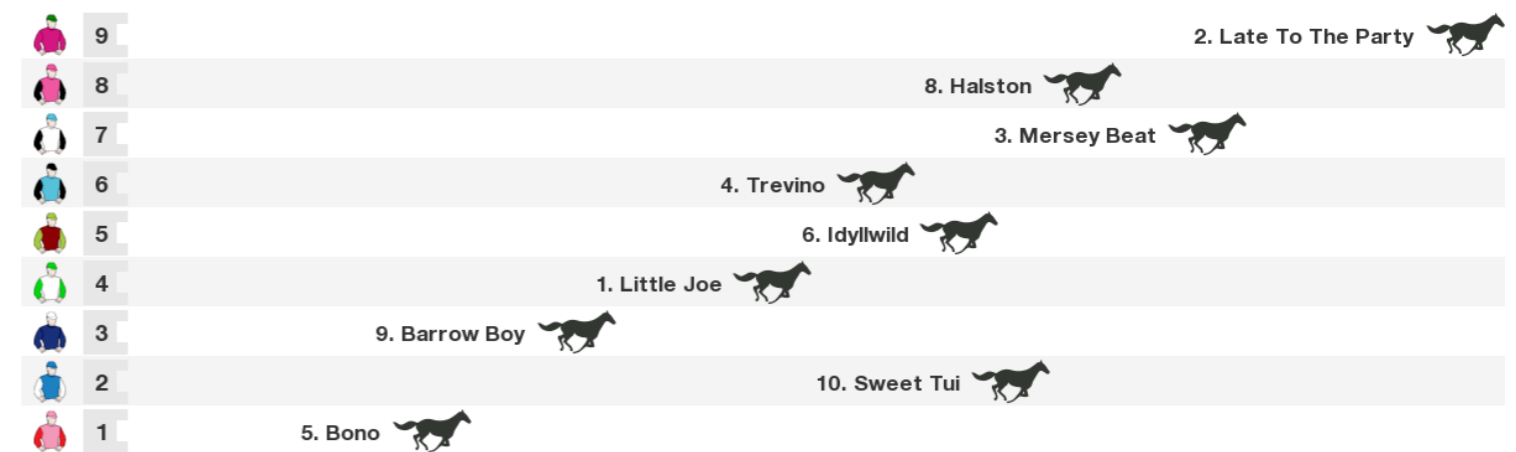 9 2. Late To The Party
8 8. Halston
7 3. Mersey Beat
6 4. Trevino
5 6. Idyllwild
4 1. Little Joe
3 9. Barrow Boy
2 10. Sweet Tui
1 5. Bono